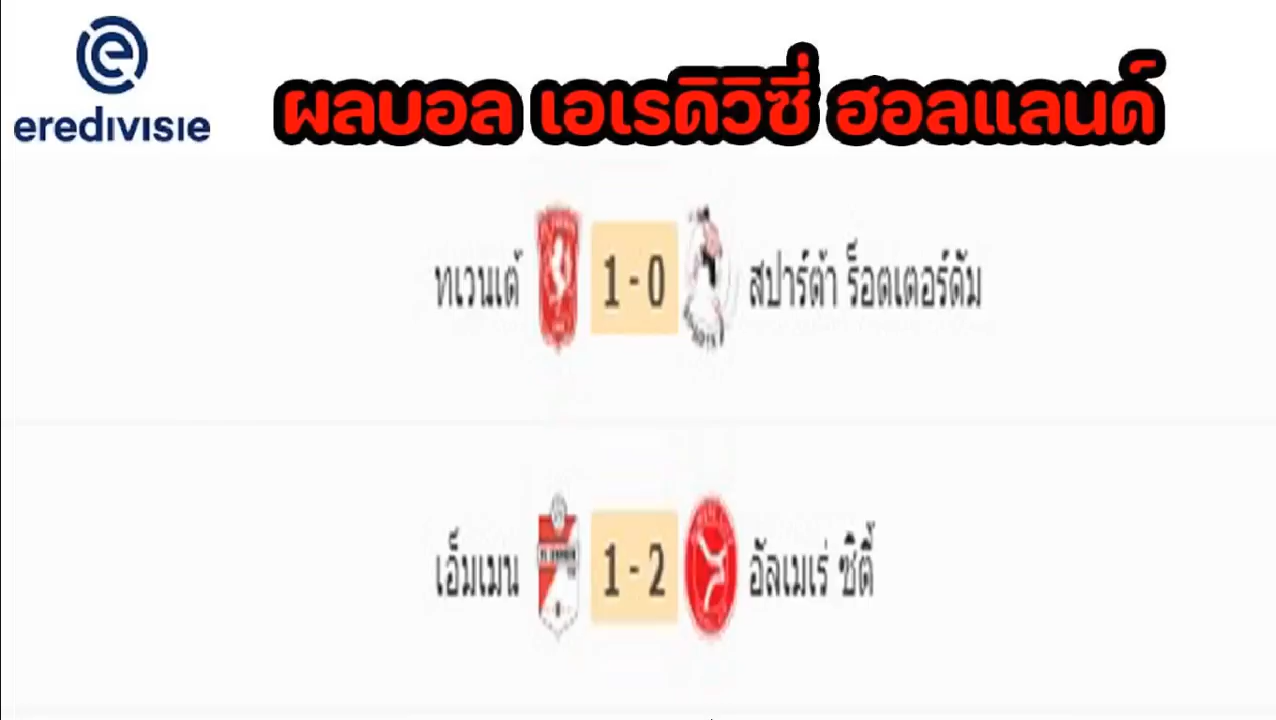 eredivisie
ผลบอล เอเรดิวิซี่ ฮอลแลนด์
ทเวนเต้ 1 - 0 สปาร์ต้า ร็อตเตอร์ดัม
เอ็มเมน 1 - 2 อัลเมเร่ ซิตี้